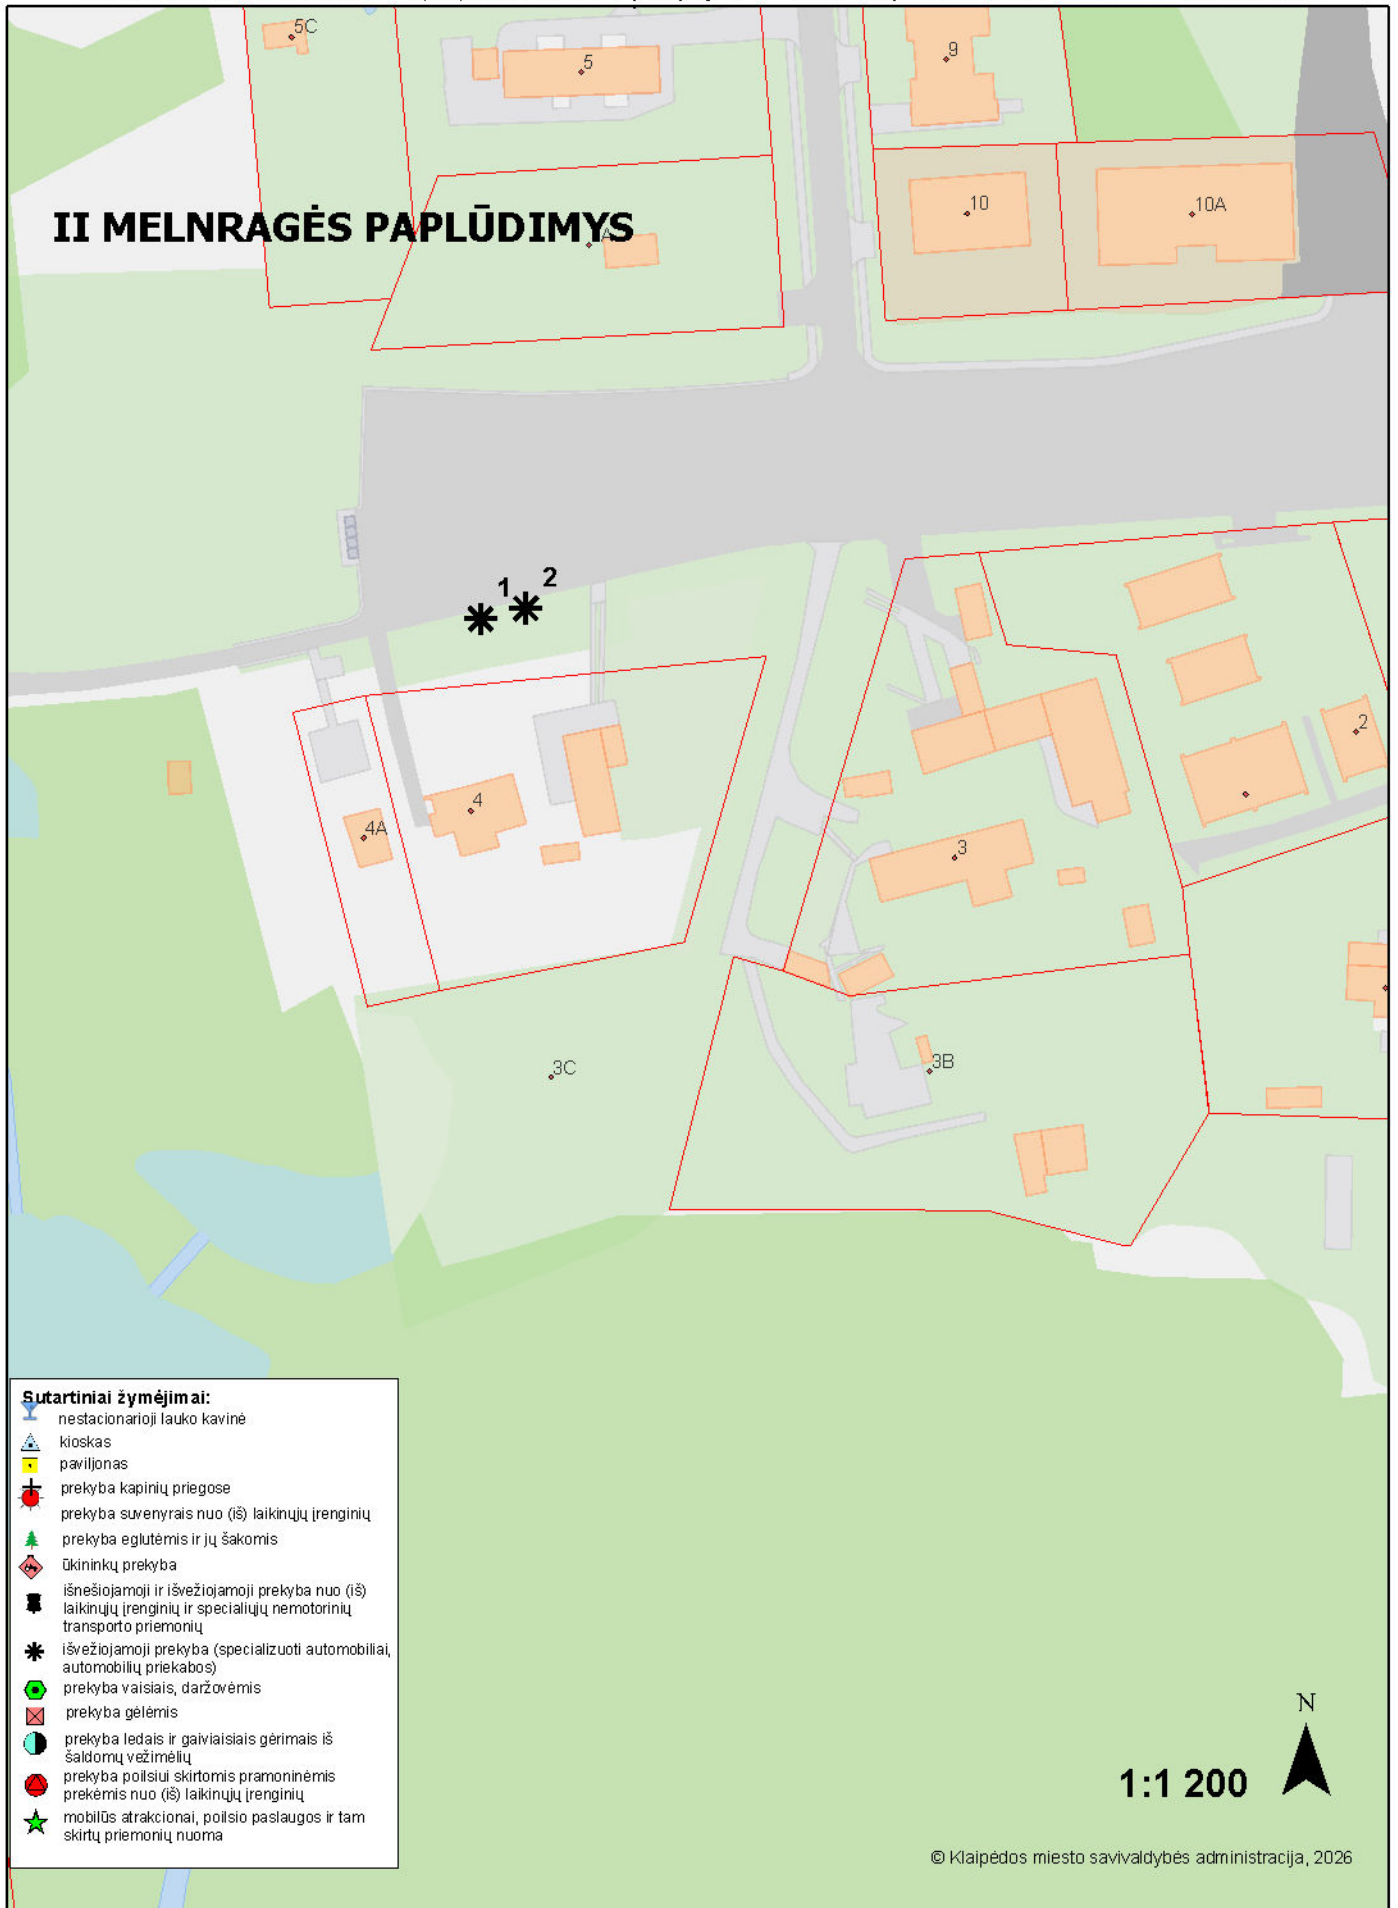 5C
5
9
10
10A
II MELNRAGĖS PAPLŪDIMYS
A
1
2
2
4
4A
3
3C
3B
Sutartiniai žymėjimai:
nestacionarioji lauko kavinė
kioskas
paviljonas
prekyba kapinių priegose
prekyba suvenyrais nuo (iš) laikinųjų įrenginių
prekyba eglutėmis ir jų šakomis
ūkininkų prekyba
išnešiojamoji ir išvežiojamoji prekyba nuo (iš)
laikinųjų įrenginių ir specialiųjų nemotorinių
transporto priemonių
išvežiojamoji prekyba (specializuoti automobiliai,
automobilių priekabos)
prekyba vaisiais, daržovėmis
prekyba gėlėmis
prekyba ledais ir gaiviaisiais gėrimais iš
šaldomų vežimėlių
prekyba poilsiui skirtomis pramoninėmis
prekėmis nuo (iš) laikinųjų įrenginių
mobilūs atrakcionai, poilsio paslaugos ir tam
skirtų priemonių nuoma
N
1:1 200
© Klaipėdos miesto savivaldybės administracija, 2026